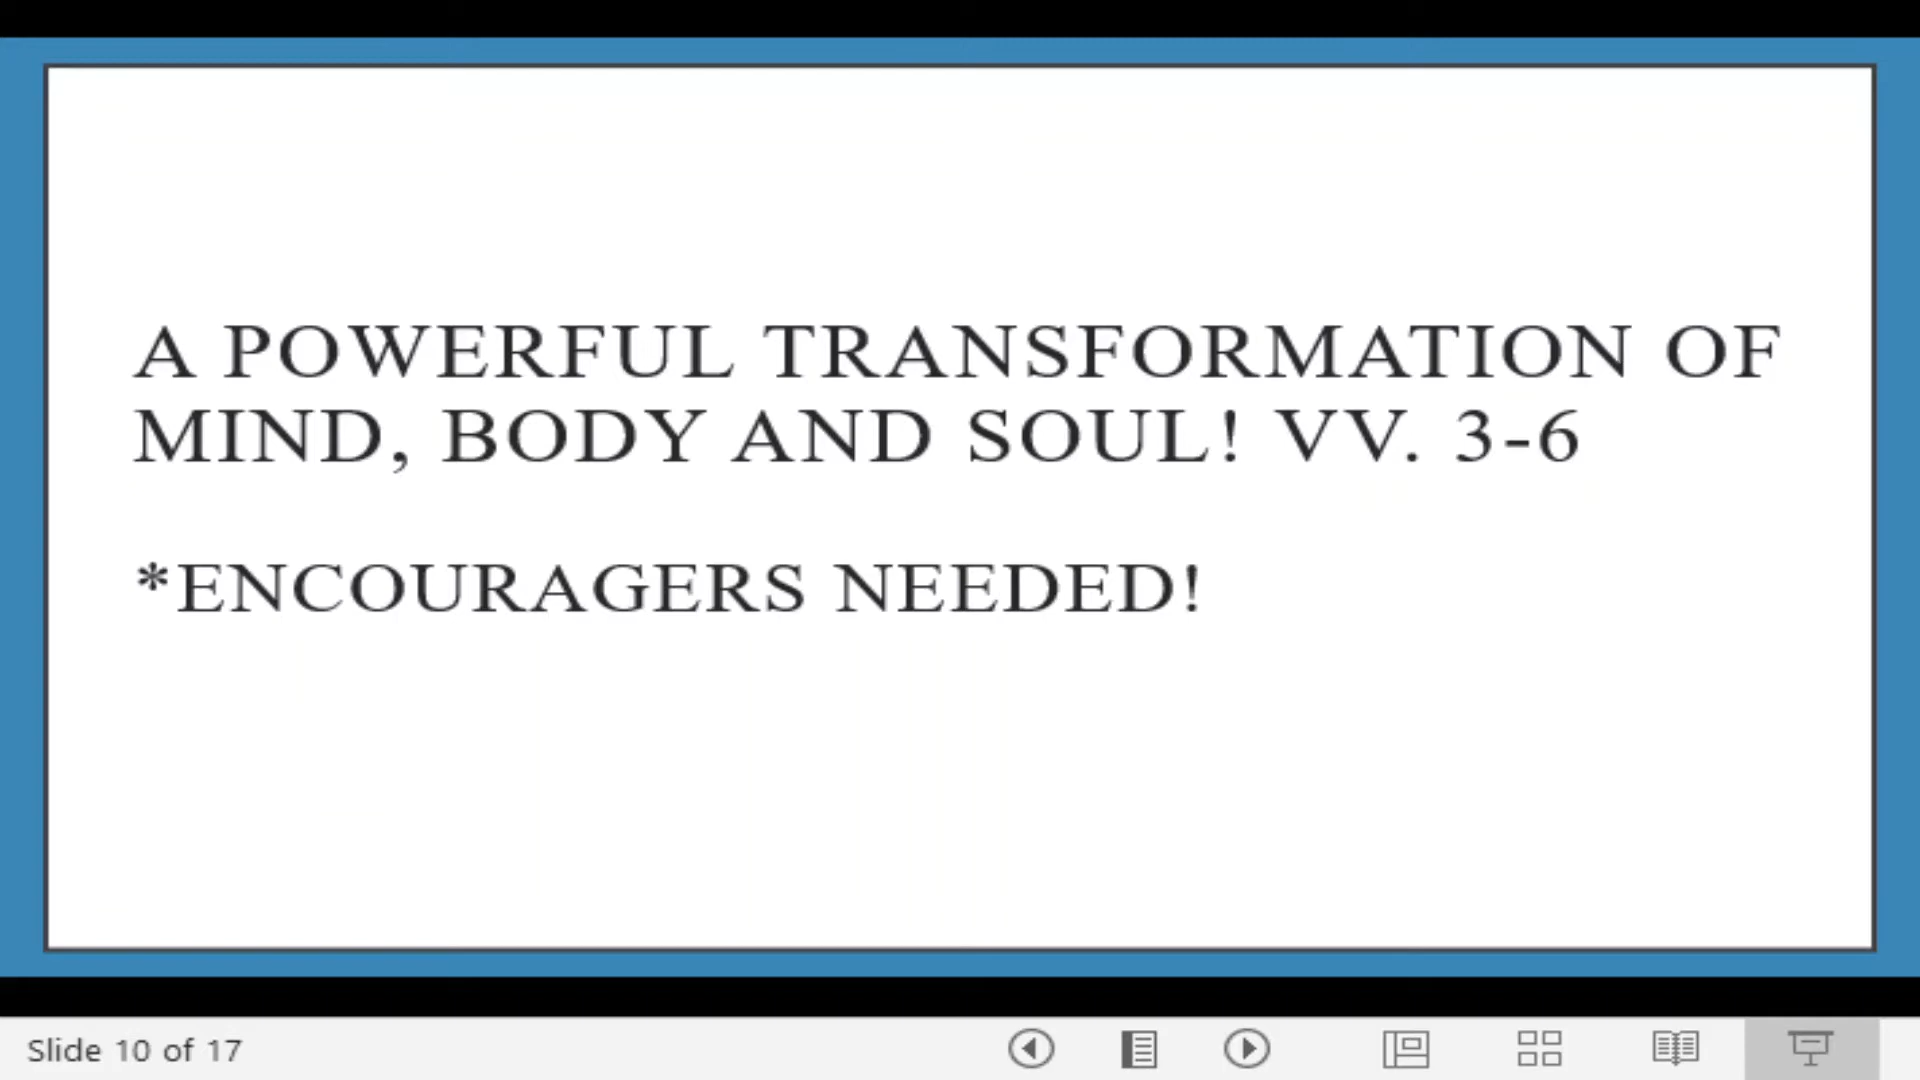 A POWERFUL TRANSFORMATION OF
MIND, BODY AND SOUL! VV. 3-6
*ENCOURAGERS NEEDED!
Slide 10 of 17